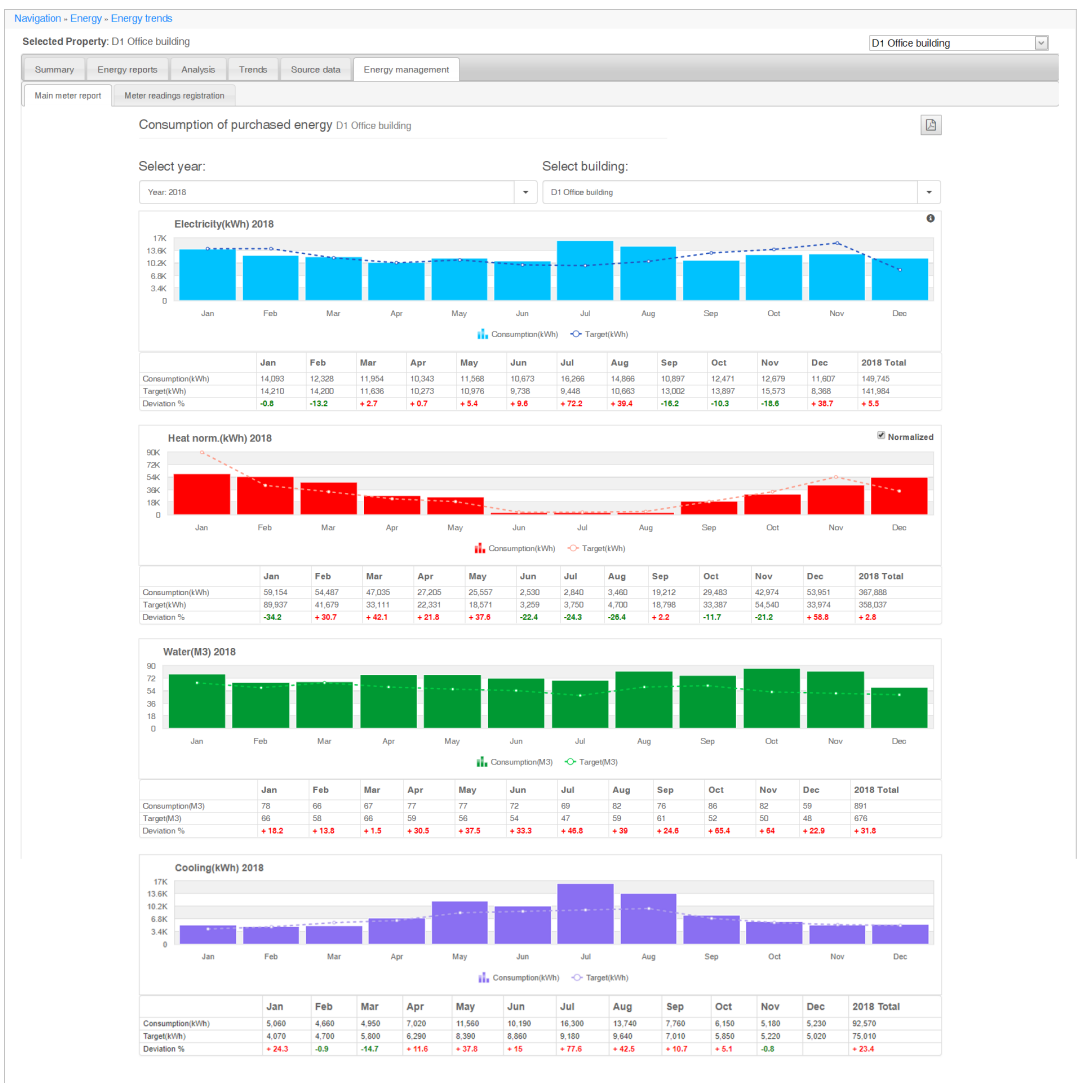 Navigation » Energy » Energy trends
Selected Property: D1 Office building
D1 Office building
Summary Energy reports Analysis Trends Source data Energy management
Main meter report Meter readings registration
Consumption of purchased energy D1 Office building
Select year: Select building:
Year: 2018 D1 Office building
Electricity(kWh) 2018
17K
13.6K
10.2K
6.8K
3.4K
0
Jan Feb Mar Apr May Jun Jul Aug Sep Oct Nov Dec
Consumption(kWh) Target(kWh)
Jan Feb Mar Apr May Jun Jul Aug Sep Oct Nov Dec 2018 Total
Consumption(kWh) 14,093 12,328 11,954 10,343 11,568 10,673 16,266 14,866 10,897 12,471 12,679 11,607 149,745
Target(kWh) 14,210 14,200 11,636 10,273 10,976 9,738 9,448 10,663 13,002 13,897 15,573 8,368 141,984
Deviation % -0.8 -13.2 + 2.7 + 0.7 + 5.4 + 9.6 + 72.2 + 39.4 -16.2 -10.3 -18.6 + 38.7 + 5.5
Heat norm.(kWh) 2018 Normalized
90K
72K
54K
36K
18K
0
Jan Feb Mar Apr May Jun Jul Aug Sep Oct Nov Dec
Consumption(kWh) Target(kWh)
Jan Feb Mar Apr May Jun Jul Aug Sep Oct Nov Dec 2018 Total
Consumption(kWh) 59,154 54,487 47,035 27,205 25,557 2,530 2,840 3,460 19,212 29,483 42,974 53,951 367,888
Target(kWh) 89,937 41,679 33,111 22,331 18,571 3,259 3,750 4,700 18,798 33,387 54,540 33,974 358,037
Deviation % -34.2 + 30.7 + 42.1 + 21.8 + 37.6 -22.4 -24.3 -26.4 + 2.2 -11.7 -21.2 + 58.8 + 2.8
Water(M3) 2018
90
72
54
36
18
0
Jan Feb Mar Apr May Jun Jul Aug Sep Oct Nov Dec
Consumption(M3) Target(M3)
Jan Feb Mar Apr May Jun Jul Aug Sep Oct Nov Dec 2018 Total
Consumption(M3) 78 66 67 77 77 72 69 82 76 86 82 59 891
Target(M3) 66 58 66 59 56 54 47 59 61 52 50 48 676
Deviation % + 18.2 + 13.8 + 1.5 + 30.5 + 37.5 + 33.3 + 46.8 + 39 + 24.6 + 65.4 + 64 + 22.9 + 31.8
Cooling(kWh) 2018
17K
13.6K
10.2K
6.8K
3.4K
0
Jan Feb Mar Apr May Jun Jul Aug Sep Oct Nov Dec
Consumption(kWh) Target(kWh)
Jan Feb Mar Apr May Jun Jul Aug Sep Oct Nov Dec 2018 Total
Consumption(kWh) 5,060 4,660 4,950 7,020 11,560 10,190 16,300 13,740 7,760 6,150 5,180 5,230 92,570
Target(kWh) 4,070 4,700 5,800 6,290 8,390 8,860 9,180 9,640 7,010 5,850 5,220 5,020 75,010
Deviation % + 24.3 -0.9 -14.7 + 11.6 + 37.8 + 15 + 77.6 + 42.5 + 10.7 + 5.1 -0.8 + 23.4